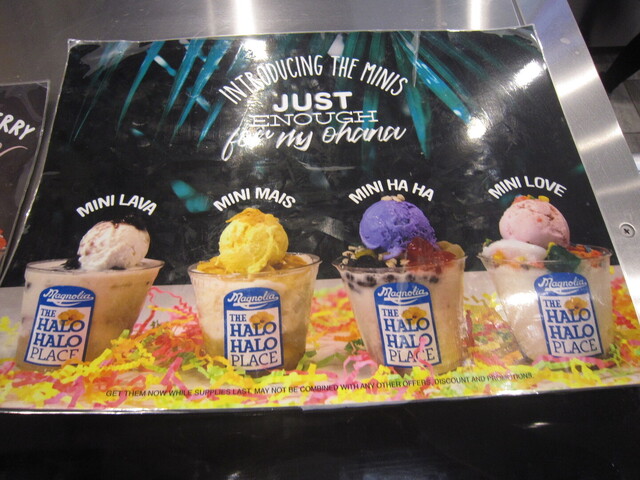 ERRY
INTRODUCING THE MINIS
JUST
ENOUGH
for my ohana
MINI LAVA
MINI MAIS
MINI HA HA
MINI LOVE
Magnolia
THE
HALO
HALO
PLACE
Magnolia
THE
HALO
HALO
PLACE
Magnolia
THE
HALO
HALO
PLACE
Magnolia
THE
HALO
HALO
PLACE
GET THEM NOW WHILE SUPPLIES LAST. MAY NOT BE COMBINED WITH ANY OTHER OFFERS, DISCOUNT AND PROMOTIONS.